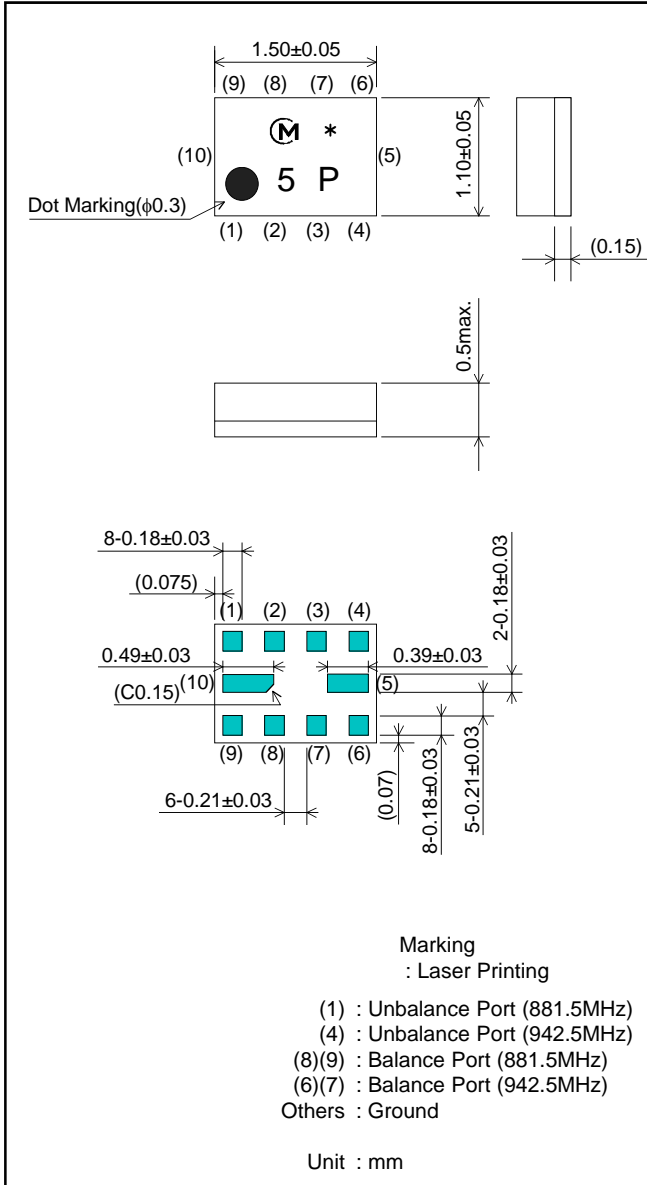 1.50±0.05
(9) (8) (7) (6)
M *
(10) (5)
5 P
1.10±0.05
Dot Marking(ϕ0.3)
(1) (2) (3) (4)
(0.15)
0.5max.
8-0.18±0.03
(0.075)
(1) (2) (3) (4)
2-0.18±0.03
0.49±0.03
0.39±0.03
(10) (5)
(C0.15)
(9) (8) (7) (6)
6-0.21±0.03
(0.07)
8-0.18±0.03
5-0.21±0.03
Marking
: Laser Printing
(1) : Unbalance Port (881.5MHz)
(4) : Unbalance Port (942.5MHz)
(8)(9) : Balance Port (881.5MHz)
(6)(7) : Balance Port (942.5MHz)
Others : Ground
Unit : mm